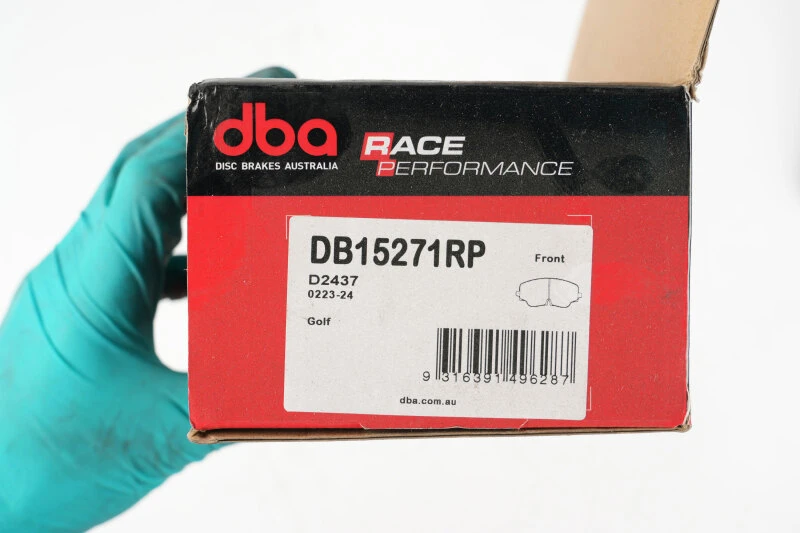 dba
DISC BRAKES AUSTRALIA
RACE
PERFORMANCE
DB15271RP
Front
D2437
0223-24
Golf
9 316391 496287
dba.com.au